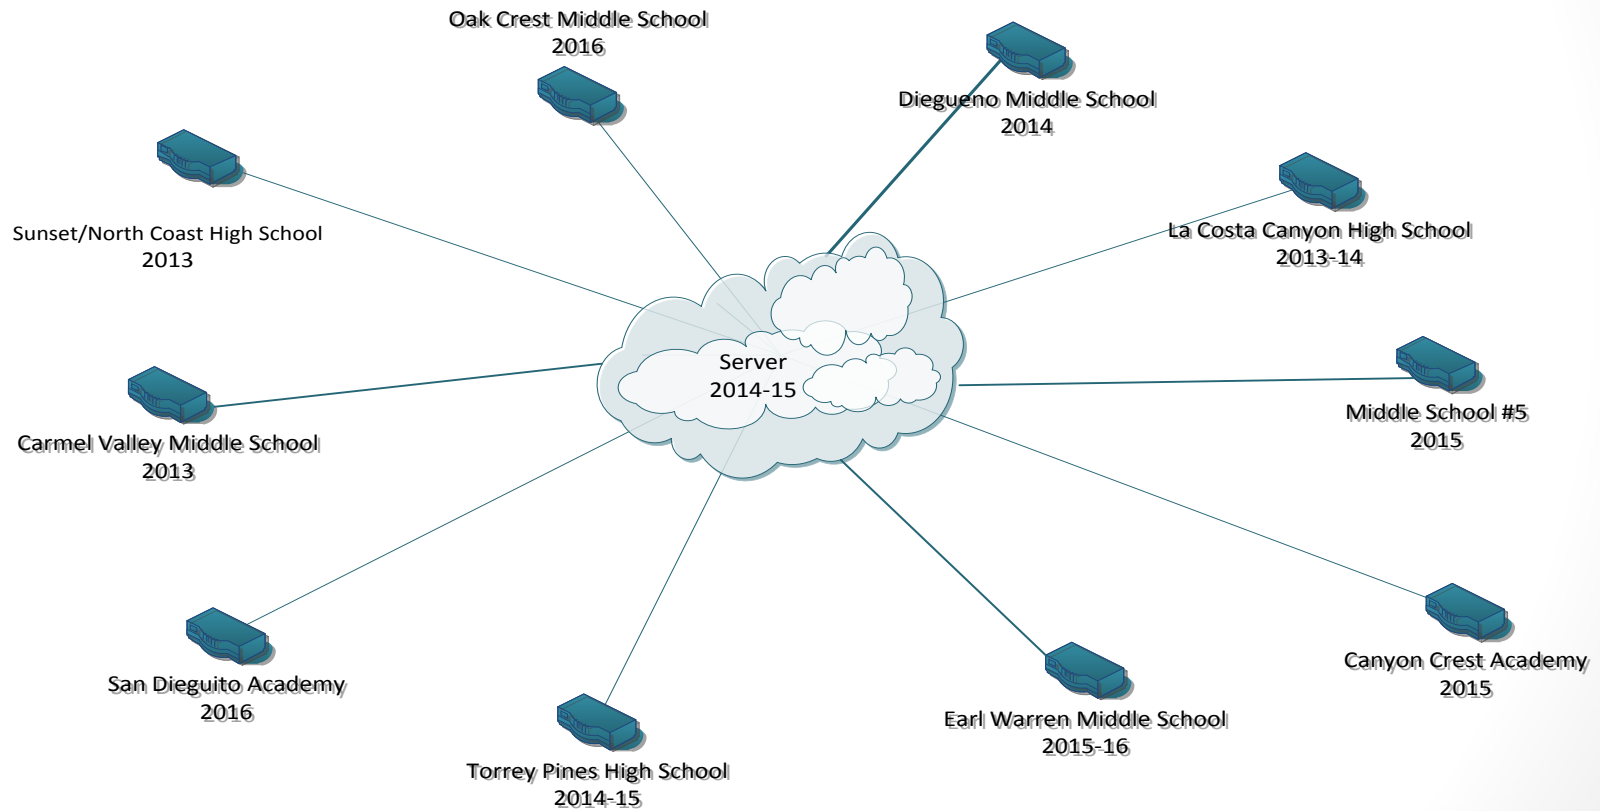 Oak Crest Middle School
2016
Diegueno Middle School
2014
Sunset/North Coast High School
2013
La Costa Canyon High School
2013-14
Server
2014-15
Carmel Valley Middle School
2013
Middle School #5
2015
San Dieguito Academy
2016
Canyon Crest Academy
2015
Earl Warren Middle School
2015-16
Torrey Pines High School
2014-15